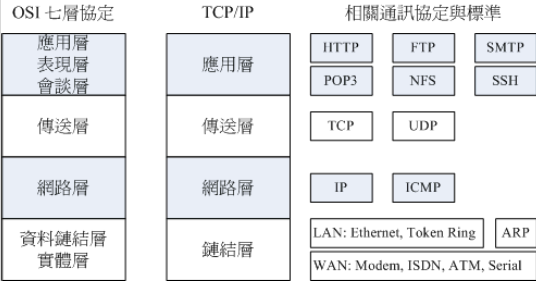 OSI 七層協定
TCP/IP
相關通訊協定與標準
應用層
表現層
會談層
應用層
HTTP
FTP
SMTP
POP3
NFS
SSH
傳送層
傳送層
TCP
UDP
網路層
網路層
IP
ICMP
資料鏈結層
實體層
鏈結層
LAN: Ethernet, Token Ring
ARP
WAN: Modem, ISDN, ATM, Serial